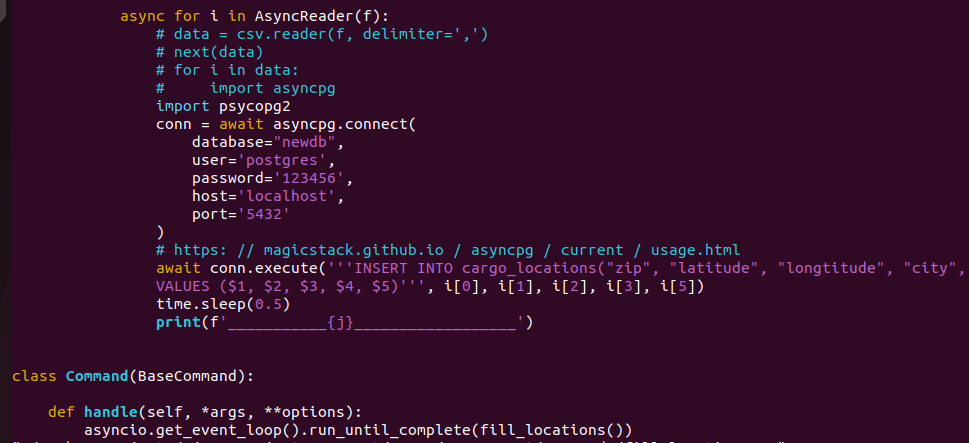 async for i in AsyncReader(f):
# data = csv.reader(f, delimiter=',')
# next(data)
# for i in data:
#     import asyncpg
import psycopg2
conn = await asyncpg.connect(
database="newdb",
user='postgres',
password='123456',
host='localhost',
port='5432'
)
# https: // magicstack.github.io / asyncpg / current / usage.html
await conn.execute('''INSERT INTO cargo_locations("zip", "latitude", "longtitude", "city",
VALUES ($1, $2, $3, $4, $5)''', i[0], i[1], i[2], i[3], i[5])
time.sleep(0.5)
print(f'___________{j}__________________')
class Command(BaseCommand):
def handle(self, *args, **options):
asyncio.get_event_loop().run_until_complete(fill_locations())